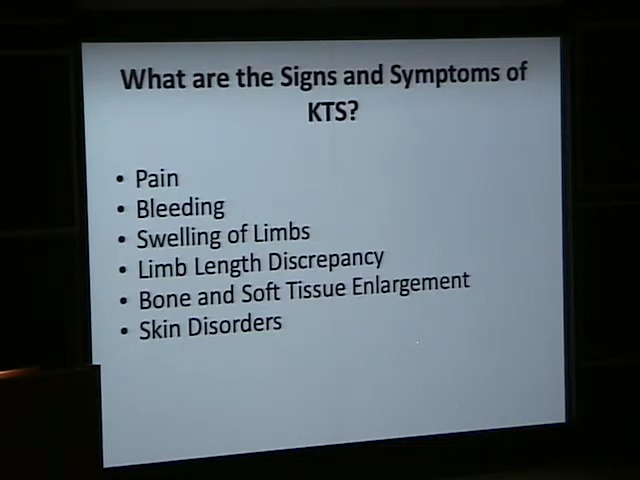 What are the Signs and Symptoms of
KTS?
• Pain
• Bleeding
• Swelling of Limbs
• Limb Length Discrepancy
• Bone and Soft Tissue Enlargement
• Skin Disorders